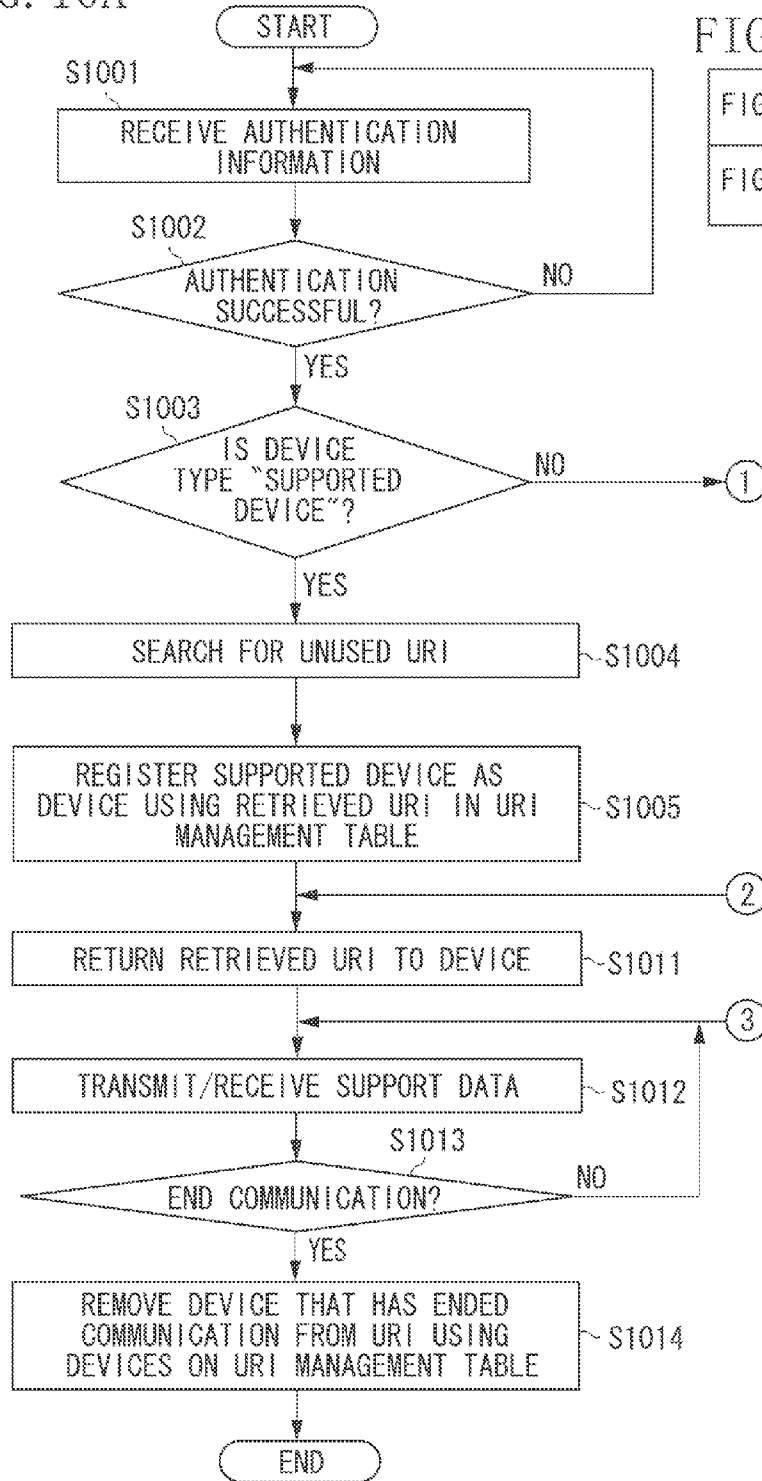 START
FIG
S1001
RECEIVE AUTHENTICATION
INFORMATION
FIG
FIG
S1002
AUTHENTICATION
SUCCESSFUL?
NO
YES
S1003
IS DEVICE
TYPE "SUPPORTED
DEVICE"?
NO
1
YES
SEARCH FOR UNUSED URI
S1004
REGISTER SUPPORTED DEVICE AS
DEVICE USING RETRIEVED URI IN URI
MANAGEMENT TABLE
S1005
2
RETURN RETRIEVED URI TO DEVICE
S1011
3
TRANSMIT/RECEIVE SUPPORT DATA
S1012
S1013
END COMMUNICATION?
NO
YES
REMOVE DEVICE THAT HAS ENDED
COMMUNICATION FROM URI USING
DEVICES ON URI MANAGEMENT TABLE
S1014
END